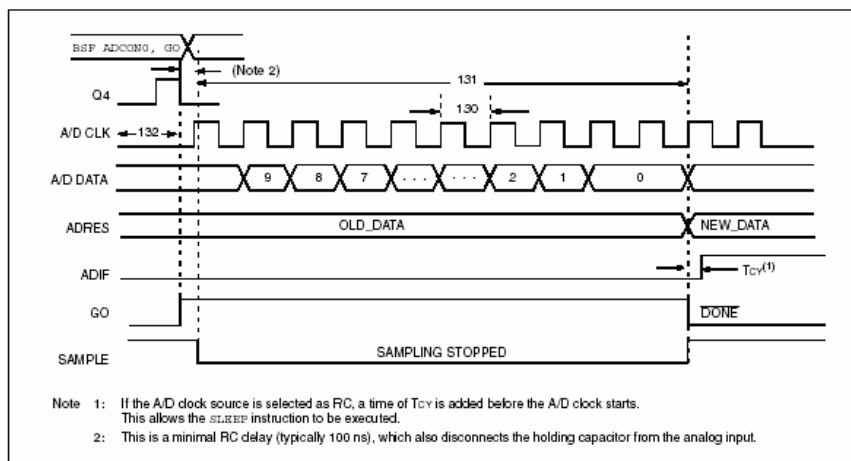 BSF ADCON0, GO
(Note 2)
131
Q4
130
A/D CLK
132
A/D DATA
9 8 7 . . . . . . 2 1 0
ADRES
OLD_DATA
NEW_DATA
ADIF
TCY(1)
GO
DONE
SAMPLE
SAMPLING STOPPED
Note 1: If the A/D clock source is selected as RC, a time of TCY is added before the A/D clock starts.
This allows the SLEEP instruction to be executed.
2: This is a minimal RC delay (typically 100 ns), which also disconnects the holding capacitor from the analog input.